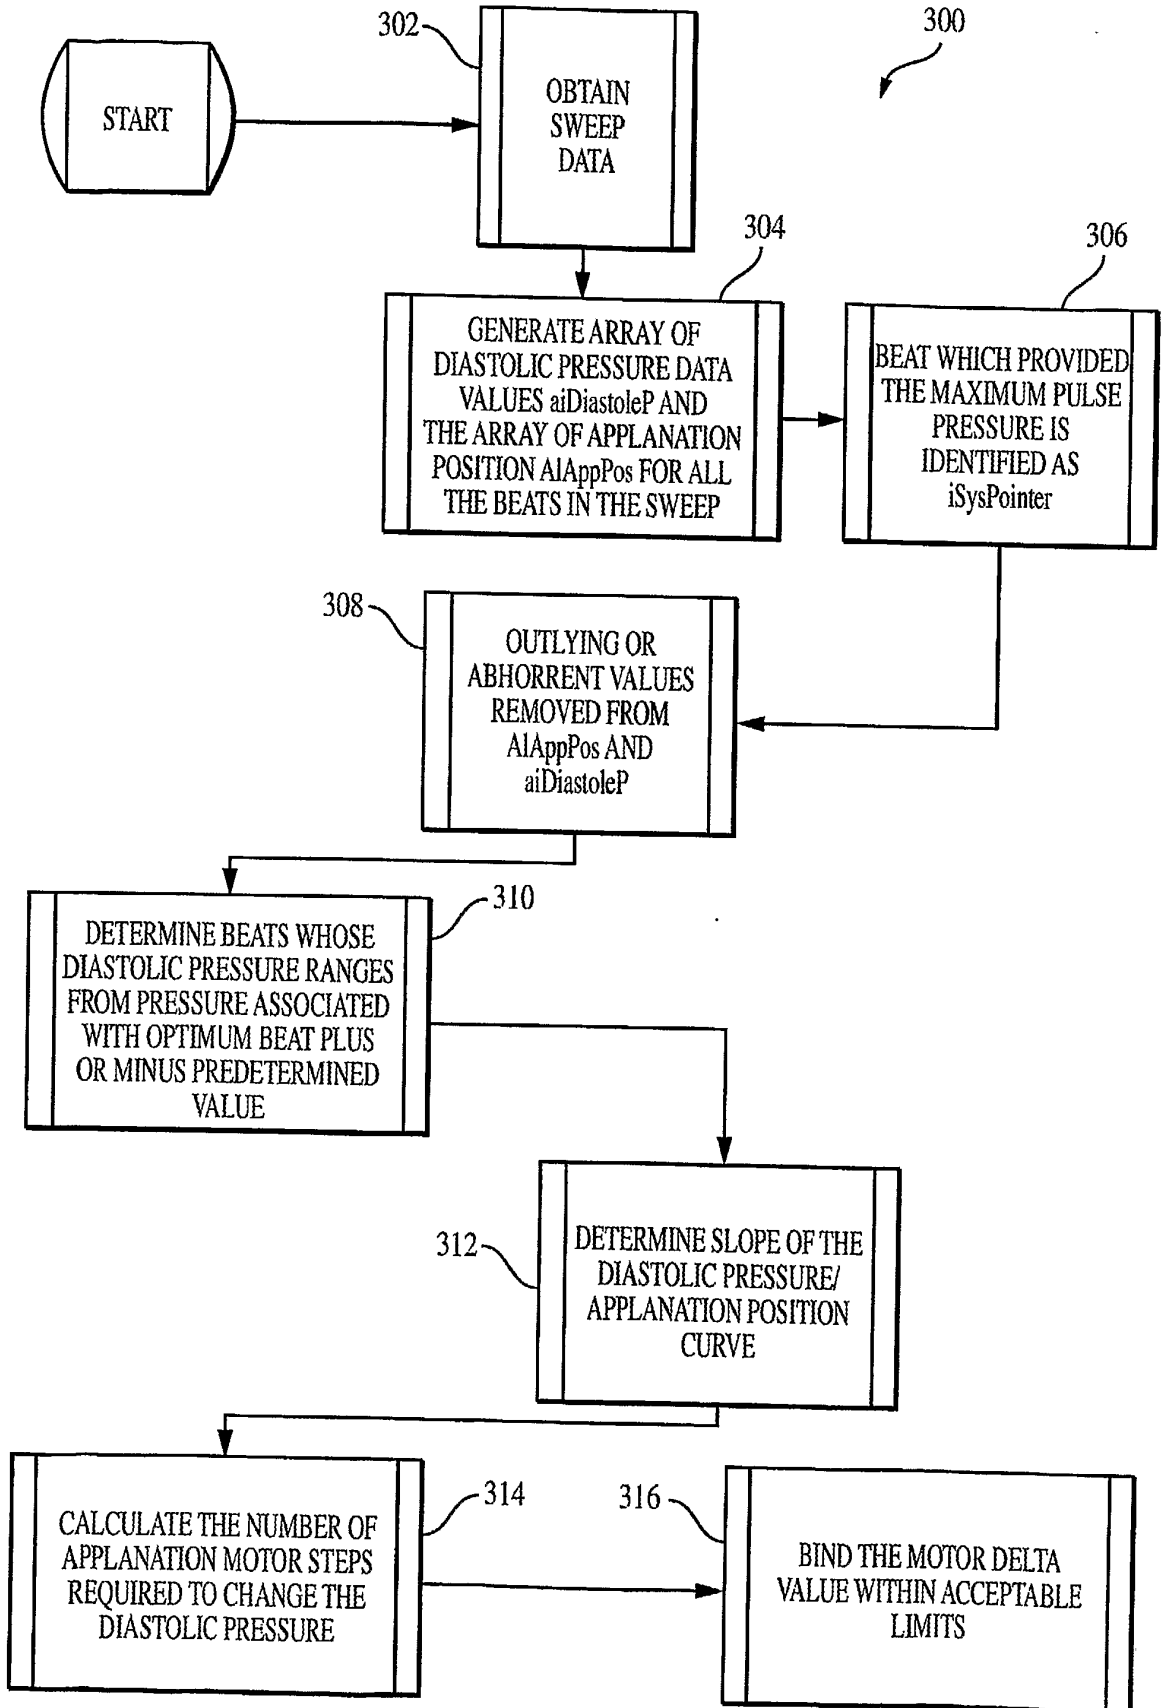 302
300
START
OBTAIN
SWEEP
DATA
304
306
GENERATE ARRAY OF
DIASTOLIC PRESSURE DATA
VALUES aiDiastoleP AND
THE ARRAY OF APPLANATION
POSITION AlAppPos FOR ALL
THE BEATS IN THE SWEEP
BEAT WHICH PROVIDED
THE MAXIMUM PULSE
PRESSURE IS
IDENTIFIED AS
iSysPointer
308
OUTLYING OR
ABHORRENT VALUES
REMOVED FROM
AlAppPos AND
aiDiastoleP
310
DETERMINE BEATS WHOSE
DIASTOLIC PRESSURE RANGES
FROM PRESSURE ASSOCIATED
WITH OPTIMUM BEAT PLUS
OR MINUS PREDETERMINED
VALUE
312
DETERMINE SLOPE OF THE
DIASTOLIC PRESSURE/
APPLANATION POSITION
CURVE
314
CALCULATE THE NUMBER OF
APPLANATION MOTOR STEPS
REQUIRED TO CHANGE THE
DIASTOLIC PRESSURE
316
BIND THE MOTOR DELTA
VALUE WITHIN ACCEPTABLE
LIMITS